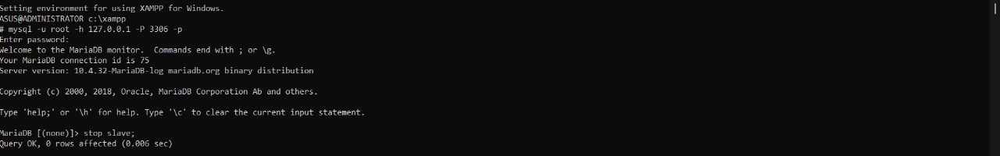 Setting environment for using XAMPP for Windows.
ASUS@ADMINISTRATOR c:\xampp
# mysql -u root -h 127.0.0.1 -P 3306 -p
Enter password:
Welcome to the MariaDB monitor.  Commands end with ; or \g.
Your MariaDB connection id is 75
Server version: 10.4.32-MariaDB-log mariadb.org binary distribution
Copyright (c) 2000, 2018, Oracle, MariaDB Corporation Ab and others.
Type 'help;' or '\h' for help. Type '\c' to clear the current input statement.
MariaDB [(none)]> stop slave;
Query OK, 0 rows affected (0.006 sec)